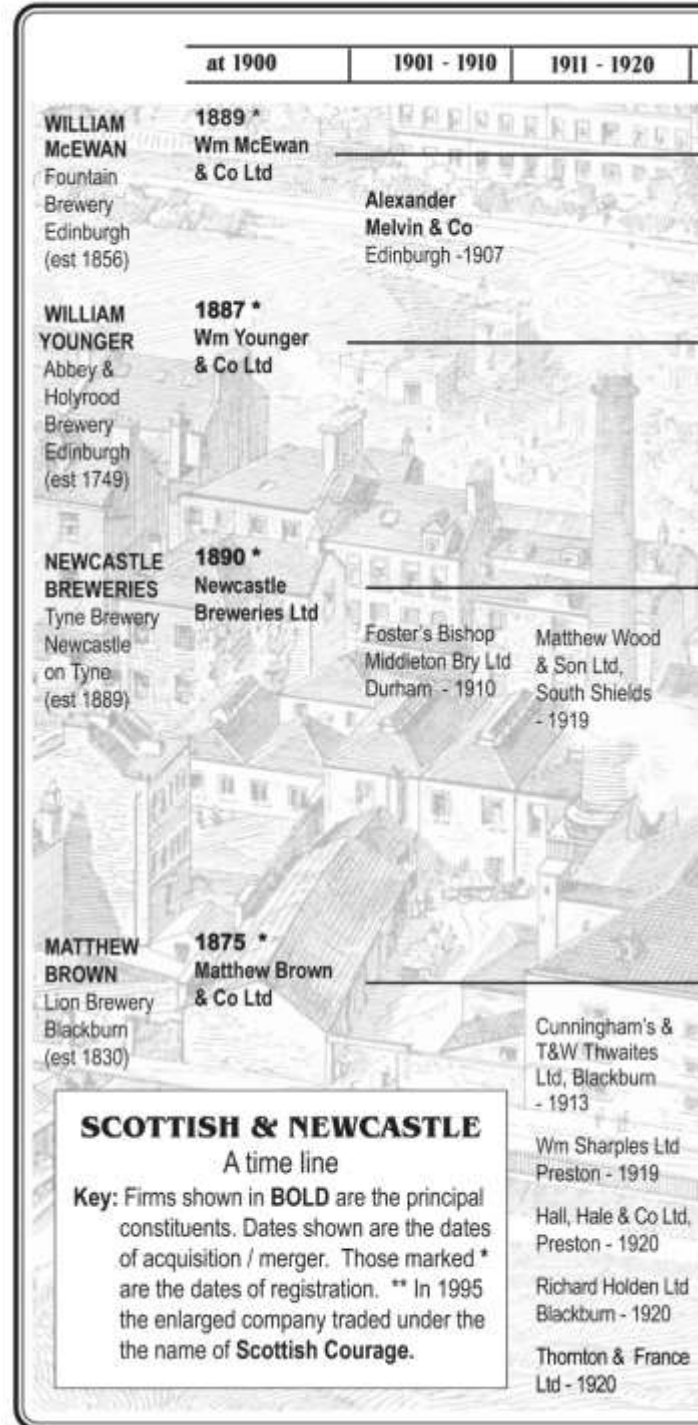 at 1900
1901 - 1910
1911 - 1920
WILLIAM
McEWAN
Fountain
Brewery
Edinburgh
(est 1856)
1889 *
Wm McEwan
& Co Ltd
Alexander
Melvin & Co
Edinburgh -1907
WILLIAM
YOUNGER
Abbey &
Holyrood
Brewery
Edinburgh
(est 1749)
1887 *
Wm Younger
& Co Ltd
NEWCASTLE
BREWERIES
Tyne Brewery
Newcastle
on Tyne
(est 1889)
1890 *
Newcastle
Breweries Ltd
Foster's Bishop
Middleton Bry Ltd
Durham - 1910
Matthew Wood
& Son Ltd,
South Shields
- 1919
MATTHEW
BROWN
Lion Brewery
Blackburn
(est 1830)
1875 *
Matthew Brown
& Co Ltd
Cunningham's &
T&W Thwaites
Ltd, Blackburn
- 1913
Wm Sharples Ltd
Preston - 1919
Hall, Hale & Co Ltd,
Preston - 1920
Richard Holden Ltd
Blackburn - 1920
Thornton & France
Ltd - 1920
SCOTTISH & NEWCASTLE
A time line
Key: Firms shown in BOLD are the principal
constituents. Dates shown are the dates
of acquisition / merger. Those marked *
are the dates of registration. ** In 1995
the enlarged company traded under the
the name of Scottish Courage.